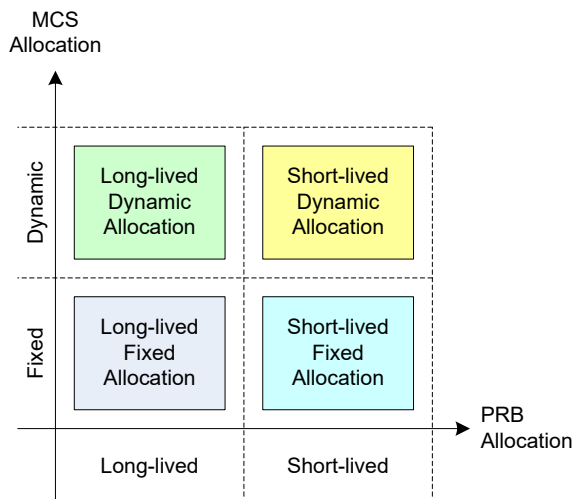 MCS
Allocation
Dynamic
Long-lived
Dynamic
Allocation
Short-lived
Dynamic
Allocation
Fixed
Long-lived
Fixed
Allocation
Short-lived
Fixed
Allocation
PRB
Allocation
Long-lived
Short-lived